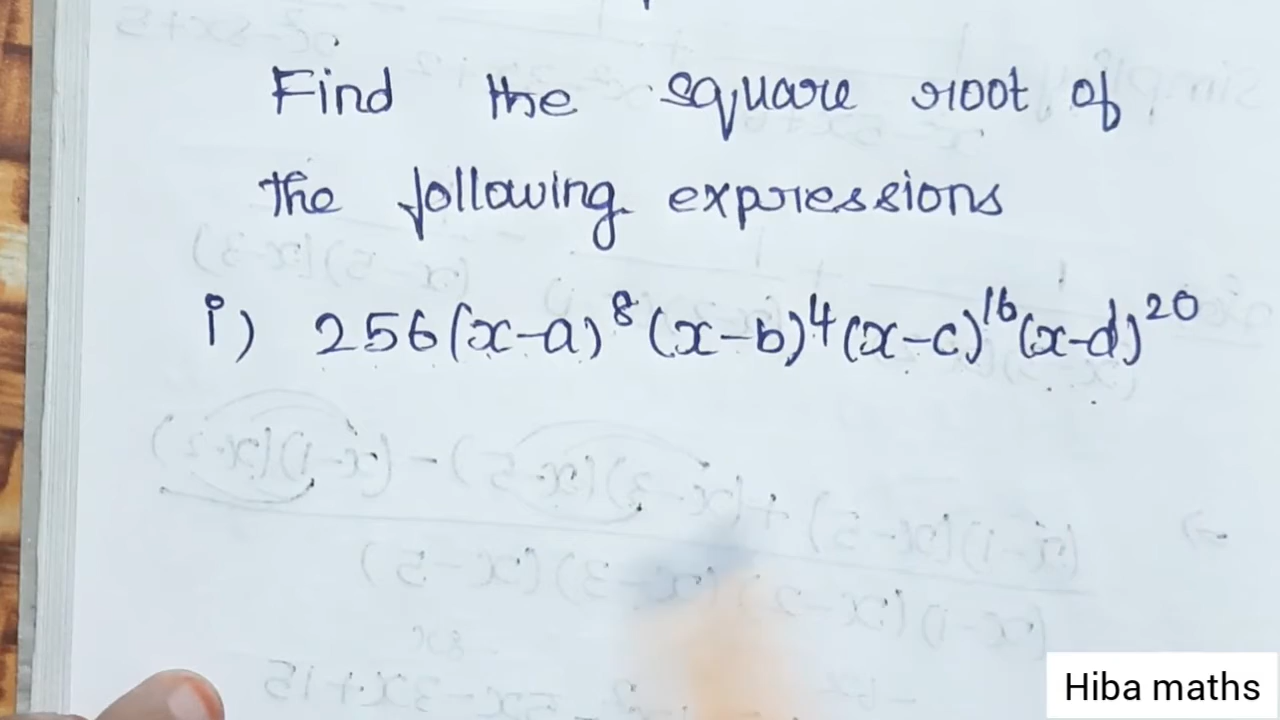 Find the square root of
the following expressions
i) 256(x-a)⁸(x-b)⁴(x-c)¹⁶(x-d)²⁰
Hiba maths